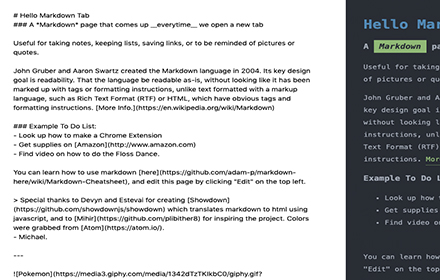 # Hello Markdown Tab
### A *Markdown* page that comes up __everytime__ we open a new tab
Useful for taking notes, keeping lists, saving links, or to be reminded of pictures or
quotes.
John Gruber and Aaron Swartz created the Markdown language in 2004. Its key design
goal is readability. That the language be readable as-is, without looking like it has been
marked up with tags or formatting instructions, unlike text formatted with a markup
language, such as Rich Text Format (RTF) or HTML, which have obvious tags and
formatting instructions. [More Info.](https://en.wikipedia.org/wiki/Markdown)
### Example To Do List:
- Look up how to make a Chrome Extension
- Get supplies on [Amazon](http://www.amazon.com)
- Find video on how to do the Floss Dance.
You can learn how to use markdown [here](https://github.com/adam-p/markdown-
here/wiki/Markdown-Cheatsheet), and edit this page by clicking "Edit" on the top left.
> Special thanks to Devyn and Esteval for creating [Showdown]
(https://github.com/showdownjs/showdown) which translates markdown to html using
javascript, and to [Mihir](https://github.com/plibither8) for inspiring the project. Colors
were grabbed from [Atom](https://atom.io/).
- Michael.
---
![Pokemon](https://media3.giphy.com/media/1342dTzTKIkbC0/giphy.gif?
Hello Mar
A Markdown pa
Useful for taking
of pictures or qu
John Gruber and A
key design goal i
without looking l
instructions, unl
Text Format (RTF)
instructions. Mor
Example To Do L
• Look up how t
• Get supplies
• Find video on
You can learn how
"Edit" on the top